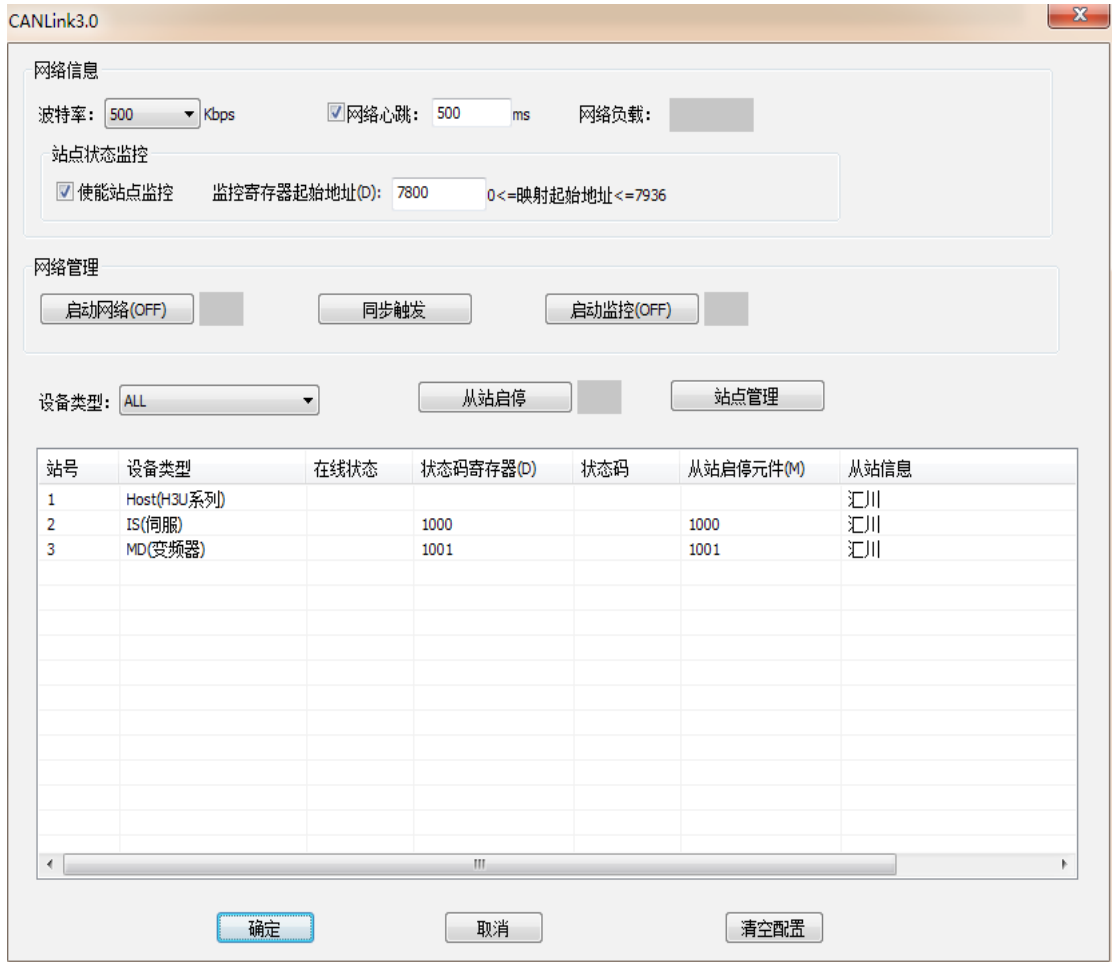 CANLink3.0
网络信息
波特率： 500 Kbps 网络心跳： 500 ms 网络负载：
站点状态监控
使能站点监控 监控寄存器起始地址(D): 7800 0<=映射起始地址<=7936
网络管理
启动网络(OFF) 同步触发 启动监控(OFF)
设备类型： ALL 从站启停 站点管理
站号 设备类型 在线状态 状态码寄存器(D) 状态码 从站启停元件(M) 从站信息
1 Host(H3U系列) 汇川
2 IS(伺服) 1000 1000 汇川
3 MD(变频器) 1001 1001 汇川
确定 取消 清空配置